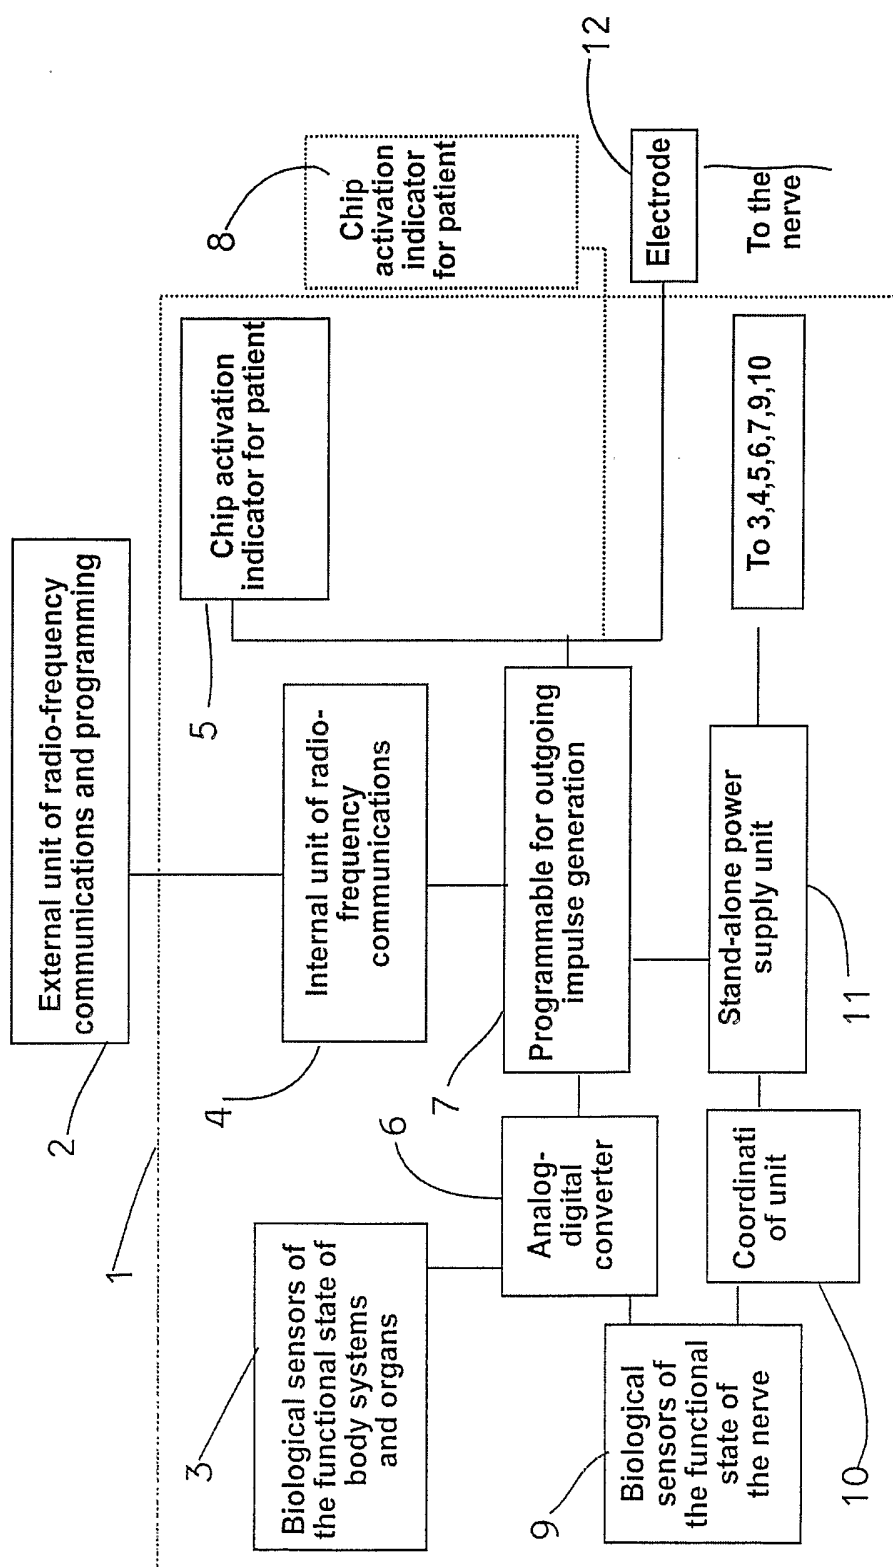 2
External unit of radio-frequency
communications and programming
1
3
Biological sensors of
the functional state of
body systems
and organs
4
Internal unit of radio-
frequency
communications
5
Chip activation
indicator for patient
8
Chip
activation
indicator
for patient
6
Analog-
digital
converter
7
Programmable for outgoing
impulse generation
12
Electrode
To the
nerve
9
Biological
sensors of
the functional
state of
the nerve
10
Coordinati
of unit
11
Stand-alone power
supply unit
To 3,4,5,6,7,9,10